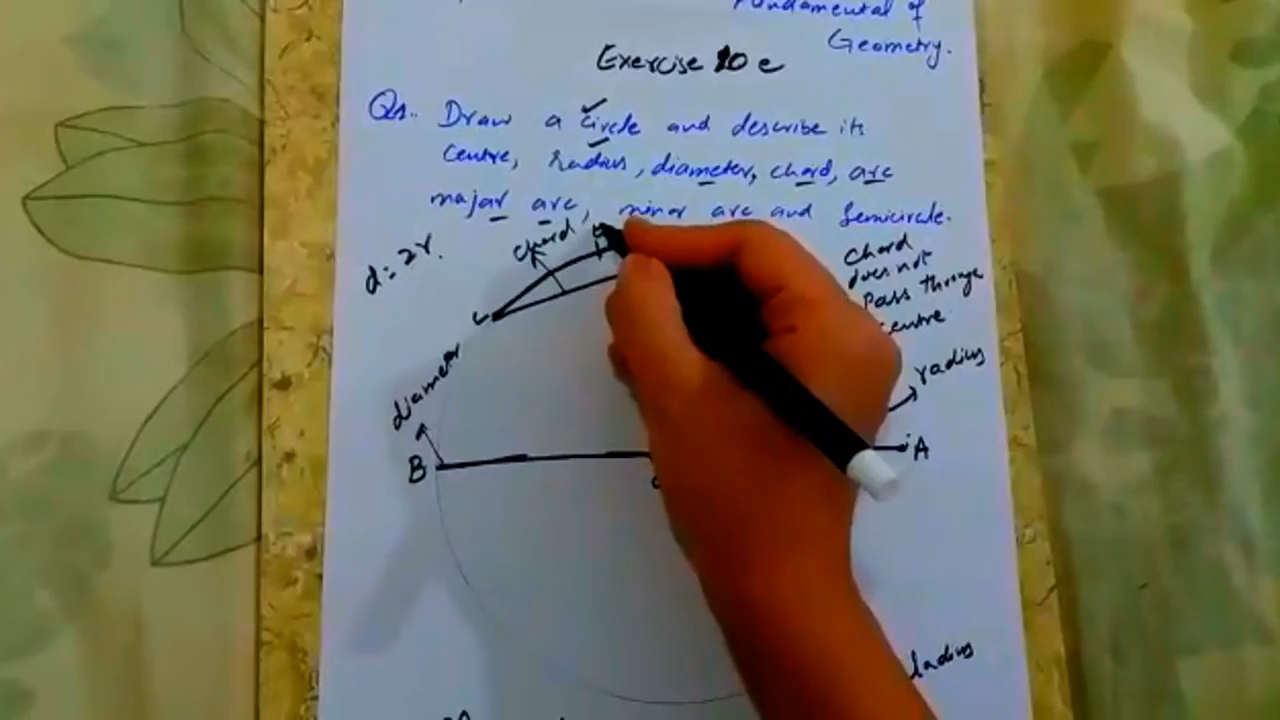 Fundamental of
Geometry.
Exercise 10 e
Q1. Draw a circle and describe its
centre, radius, diameter, chord, arc
major arc, minor arc and semicircle.
d = 2r.
chord
chord
does not
pass through
centre
diameter
radius
B
A
radius